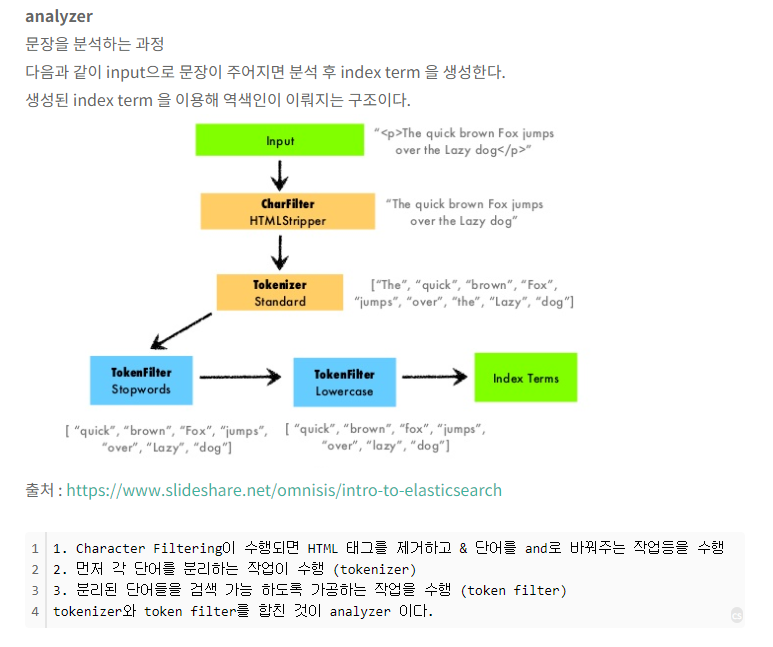 analyzer
문장을 분석하는 과정
다음과 같이 input으로 문장이 주어지면 분석 후 index term 을 생성한다.
생성된 index term 을 이용해 역색인이 이뤄지는 구조이다.
Input
“<p>The quick brown Fox jumps
over the Lazy dog</p>”
CharFilter
HTMLStripper
“The quick brown Fox jumps
over the Lazy dog”
Tokenizer
Standard
[“The”, “quick”, “brown”, “Fox”,
“jumps”, “over”, “the”, “Lazy”, “dog”]
TokenFilter
Stopwords
TokenFilter
Lowercase
Index Terms
[ “quick”, “brown”, “Fox”, “jumps”,
“over”, “Lazy”, “dog”]
[ “quick”, “brown”, “fox”, “jumps”,
“over”, “lazy”, “dog”]
출처 : https://www.slideshare.net/omnisis/intro-to-elasticsearch
1 1. Character Filtering이 수행되면 HTML 태그를 제거하고 & 단어를 and로 바꿔주는 작업등을 수행
2 2. 먼저 각 단어를 분리하는 작업이 수행 (tokenizer)
3 3. 분리된 단어들을 검색 가능 하도록 가공하는 작업을 수행 (token filter)
4 tokenizer와 token filter를 합친 것이 analyzer 이다.
cs